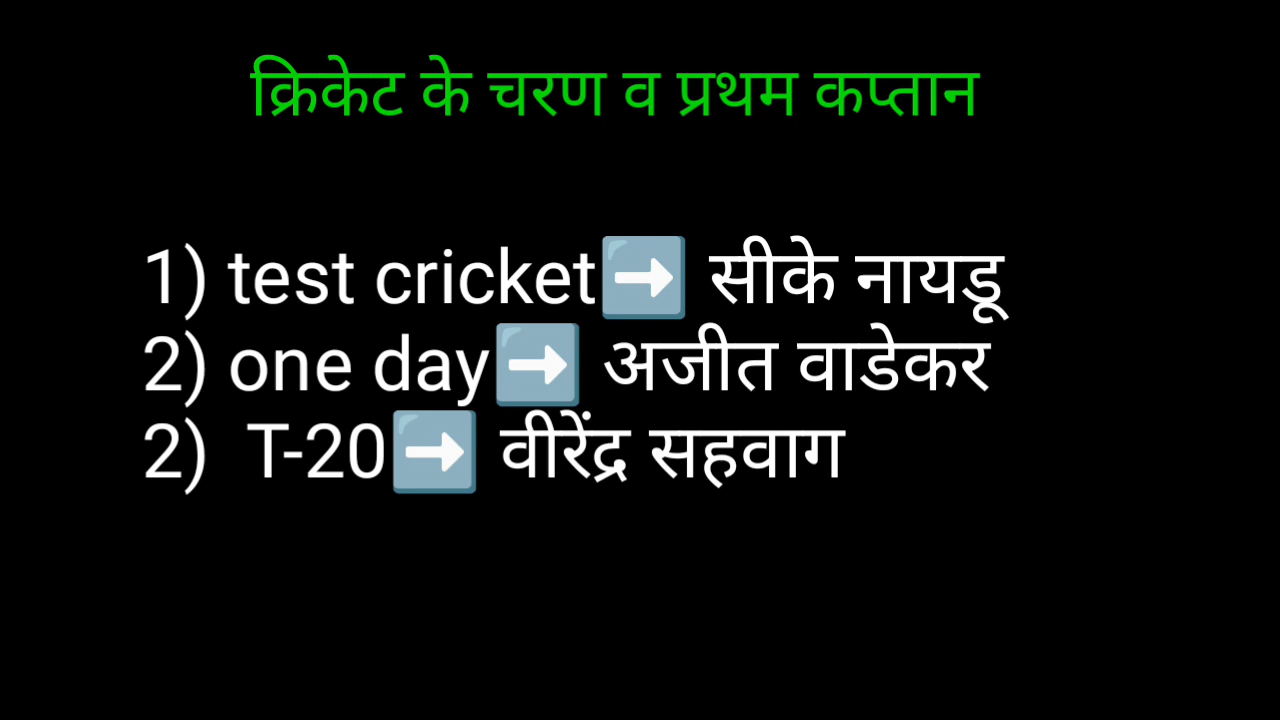 क्रिकेट के चरण व प्रथम कप्तान
1) test cricket➡️ सीके नायडू
2) one day➡️ अजीत वाडेकर
2)  T-20➡️ वीरेंद्र सहवाग